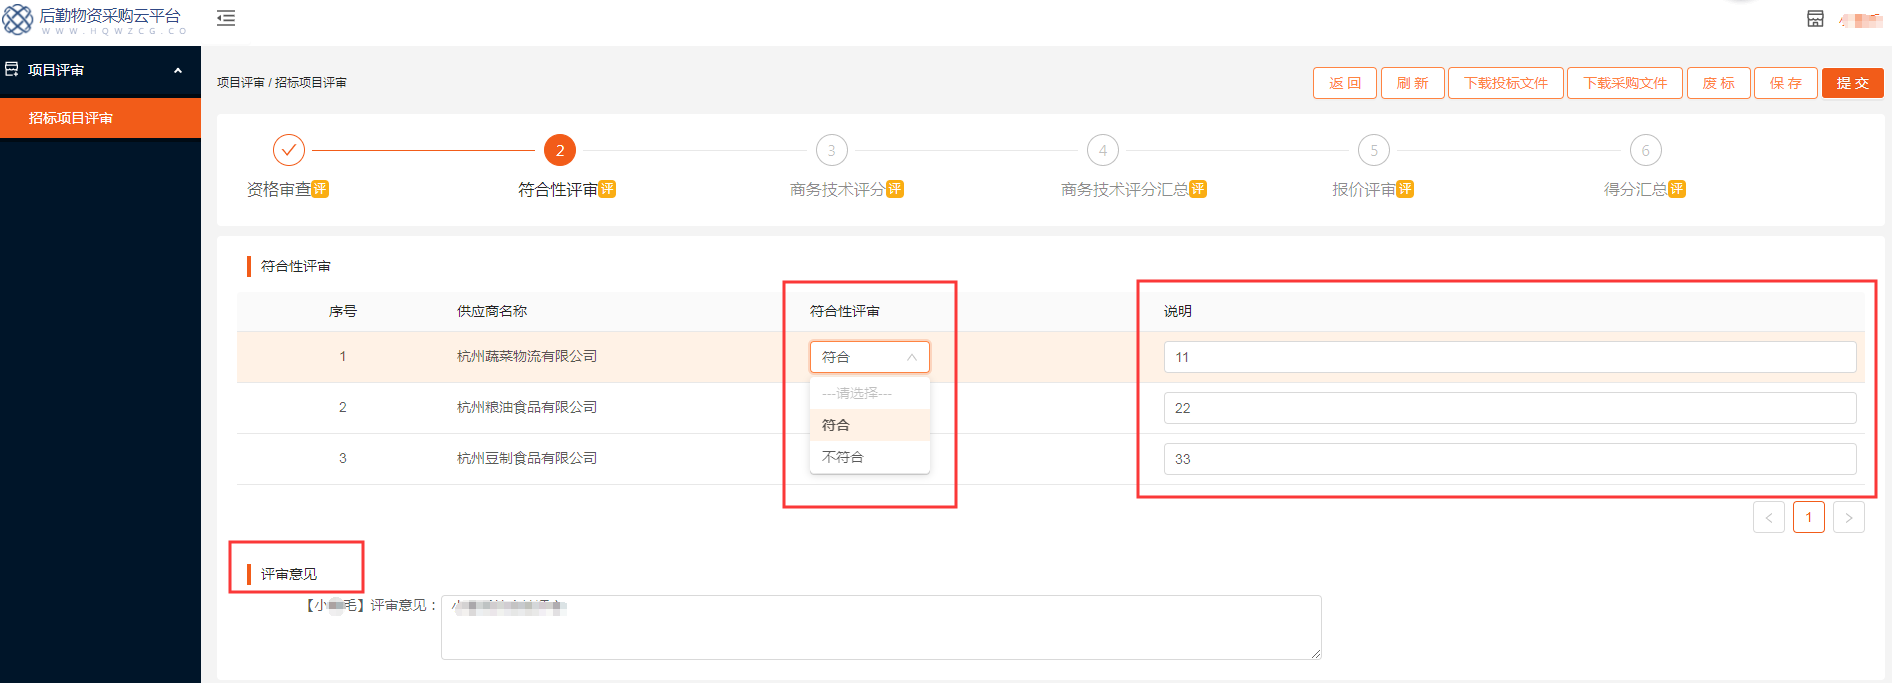 后勤物资采购云平台
WWW.HQWZCG.CO
项目评审
招标项目评审
项目评审 / 招标项目评审
返 回 刷 新 下载投标文件 下载采购文件 废 标 保 存 提 交
2 3 4 5 6
资格审查评 符合性评审评 商务技术评分评 商务技术评分汇总评 报价评审评 得分汇总评
符合性评审
序号 供应商名称 符合性评审 说明
1 杭州蔬菜物流有限公司 符合 11
---请选择---
2 杭州粮油食品有限公司 22
符合
不符合
3 杭州豆制食品有限公司 33
< 1 >
评审意见
【小 毛】评审意见：